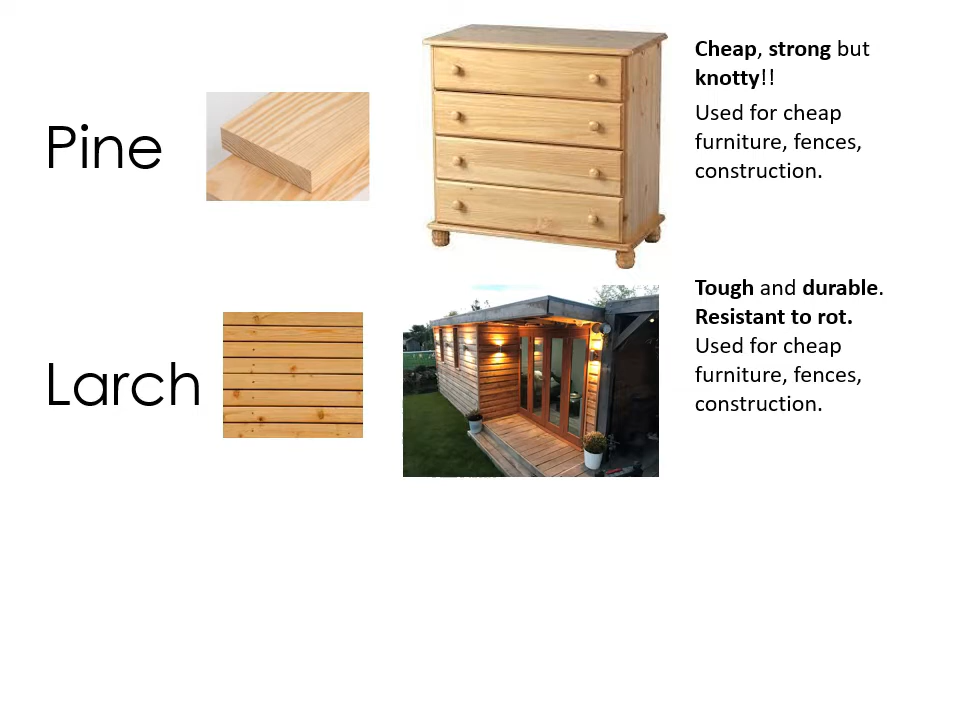 Pine
Cheap, strong but
knotty!!
Used for cheap
furniture, fences,
construction.
Larch
Tough and durable.
Resistant to rot.
Used for cheap
furniture, fences,
construction.